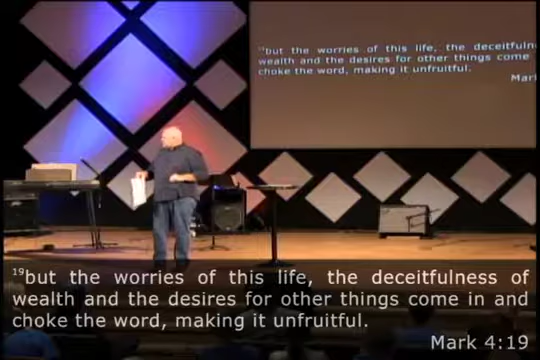 ¹⁹but the worries of this life, the deceitfuln
wealth and the desires for other things come
choke the word, making it unfruitful.
Mark
¹⁹but the worries of this life, the deceitfulness of
wealth and the desires for other things come in and
choke the word, making it unfruitful.
Mark 4:19